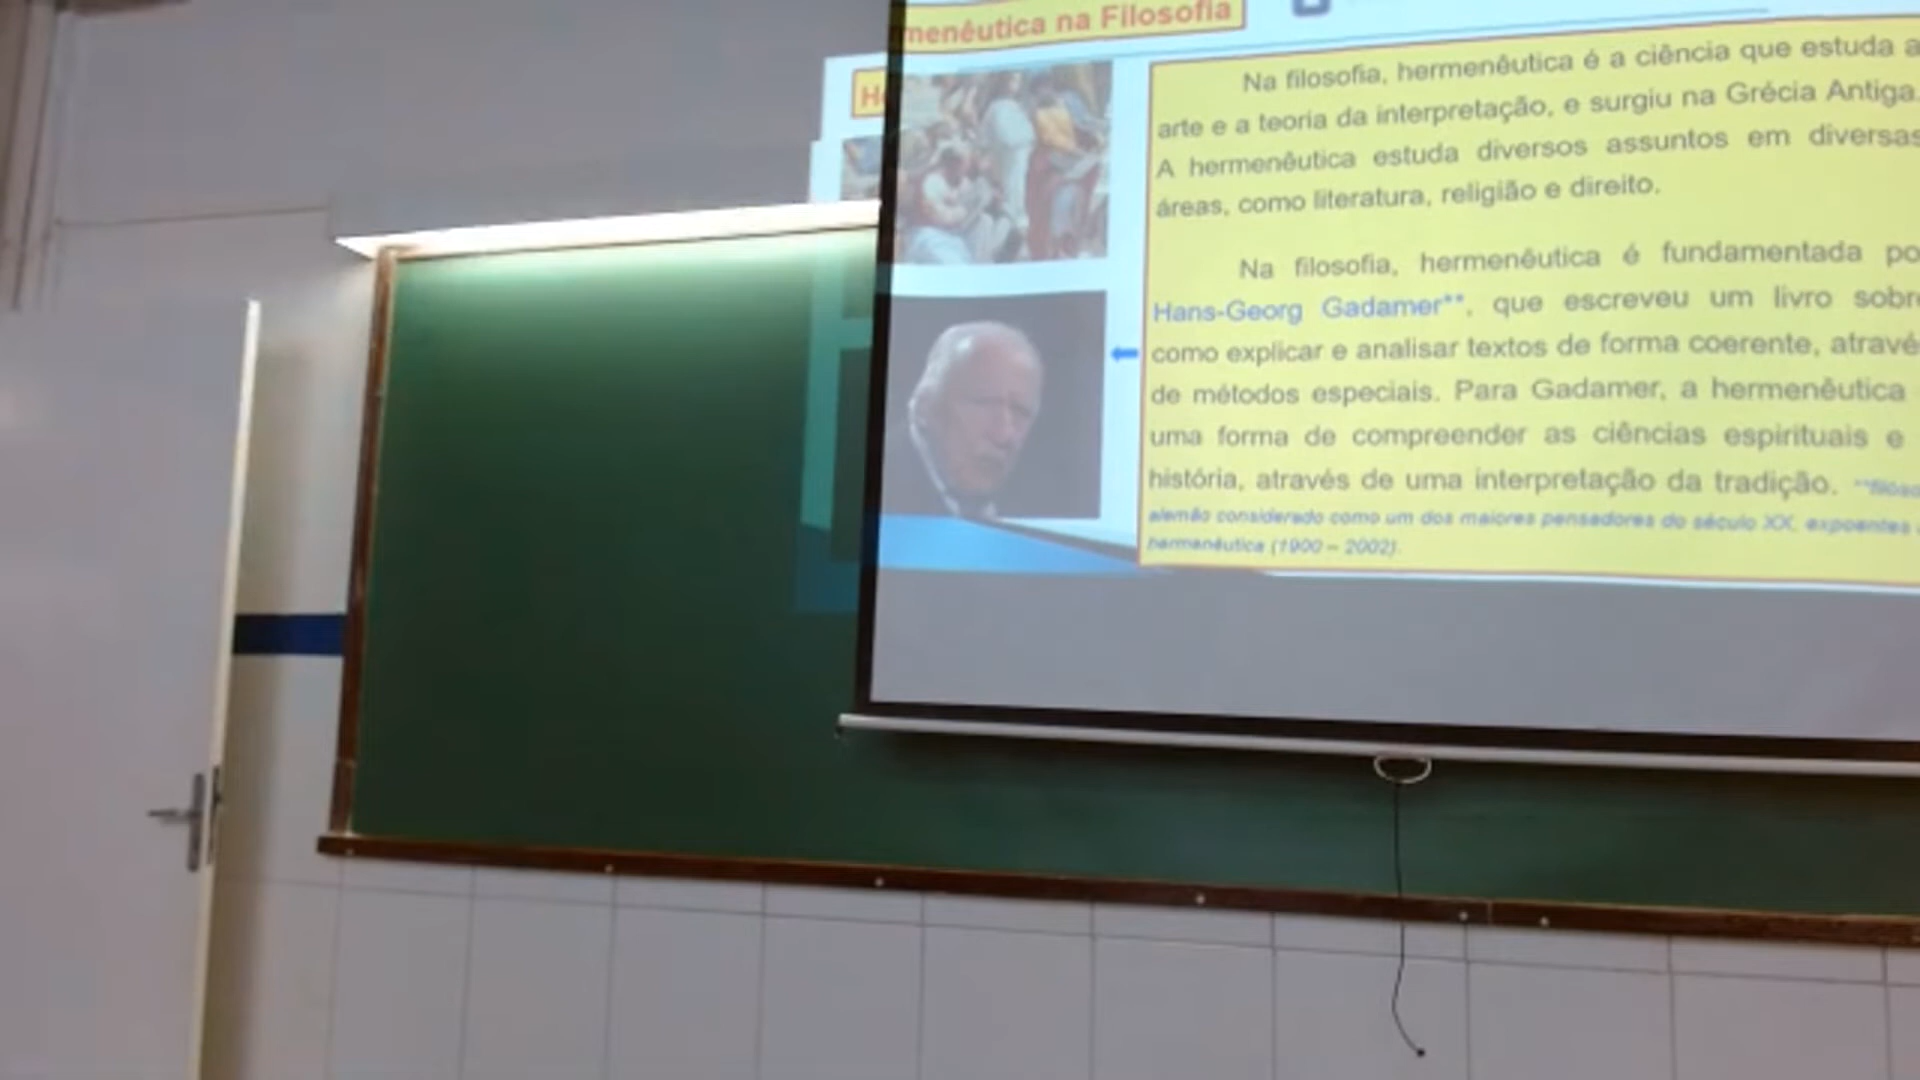 menêutica na Filosofia
He
Na filosofia, hermenêutica é a ciência que estuda a
arte e a teoria da interpretação, e surgiu na Grécia Antiga.
A hermenêutica estuda diversos assuntos em diversas
áreas, como literatura, religião e direito.
Na filosofia, hermenêutica é fundamentada po
Hans-Georg Gadamer**, que escreveu um livro sobre
como explicar e analisar textos de forma coerente, atravé
de métodos especiais. Para Gadamer, a hermenêutica
uma forma de compreender as ciências espirituais e
história, através de uma interpretação da tradição. **filóso
alemão considerado como um dos maiores pensadores do século XX, expoentes
hermenêutica (1900 – 2002).